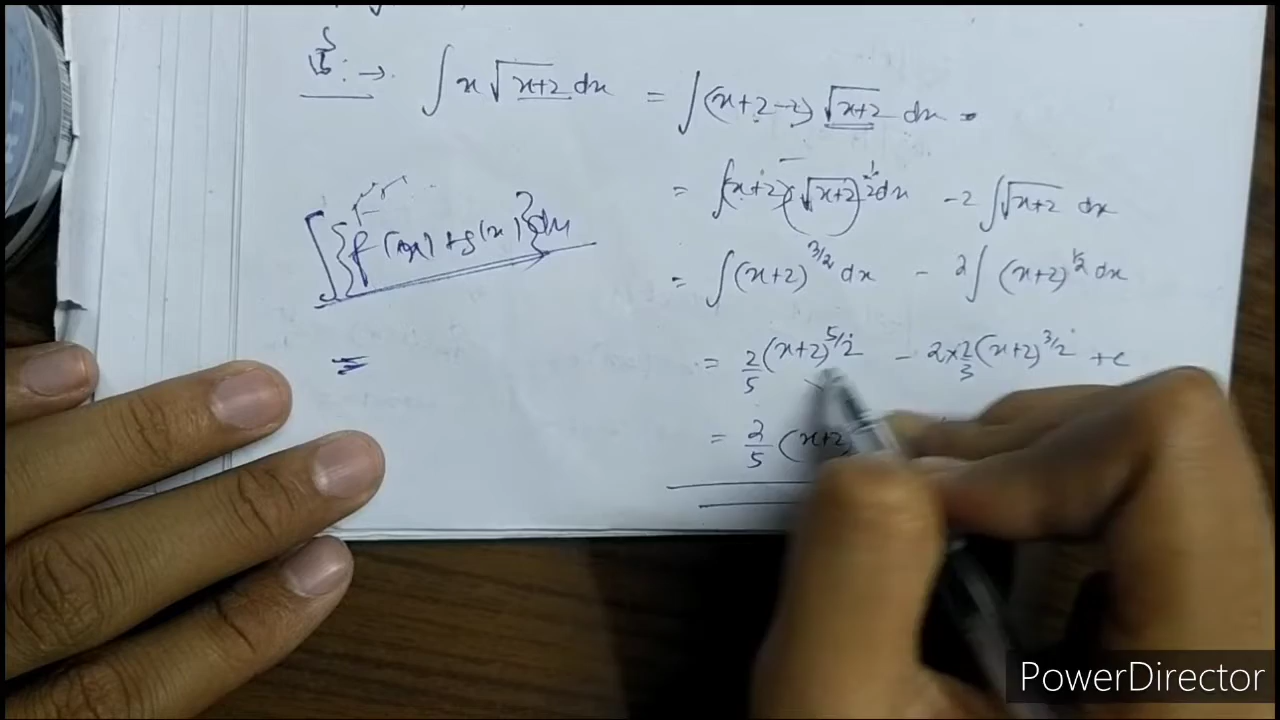 ∫ x √(x+2) dx = ∫ (x+2-2) √(x+2) dx
= ∫ (x+2) √(x+2) ^1/2 dx - 2 ∫ √(x+2) dx
∫ { f(x) + g(x) } dx
= ∫ (x+2)^3/2 dx - 2 ∫ (x+2)^1/2 dx
=
= 2/5 (x+2)^5/2 - 2 × 2/3 (x+2)^3/2 + c
= 2/5 (x+2)
PowerDirector